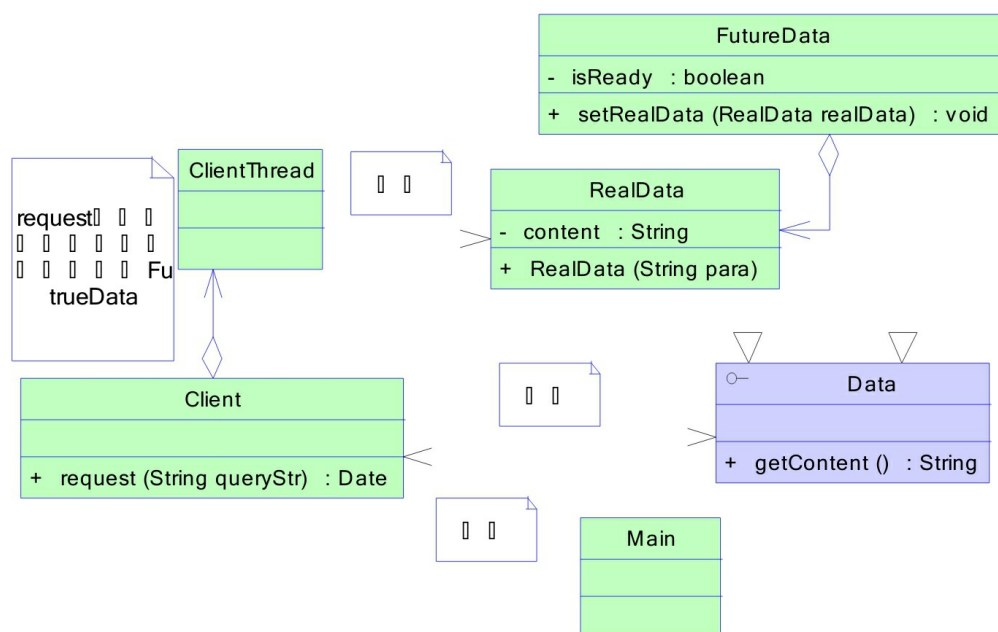 FutureData
- isReady : boolean
+ setRealData (RealData realData) : void
ClientThread
RealData
- content : String
+ RealData (String para)
request
Fu
trueData
Client
+ request (String queryStr) : Date
Data
+ getContent () : String
Main